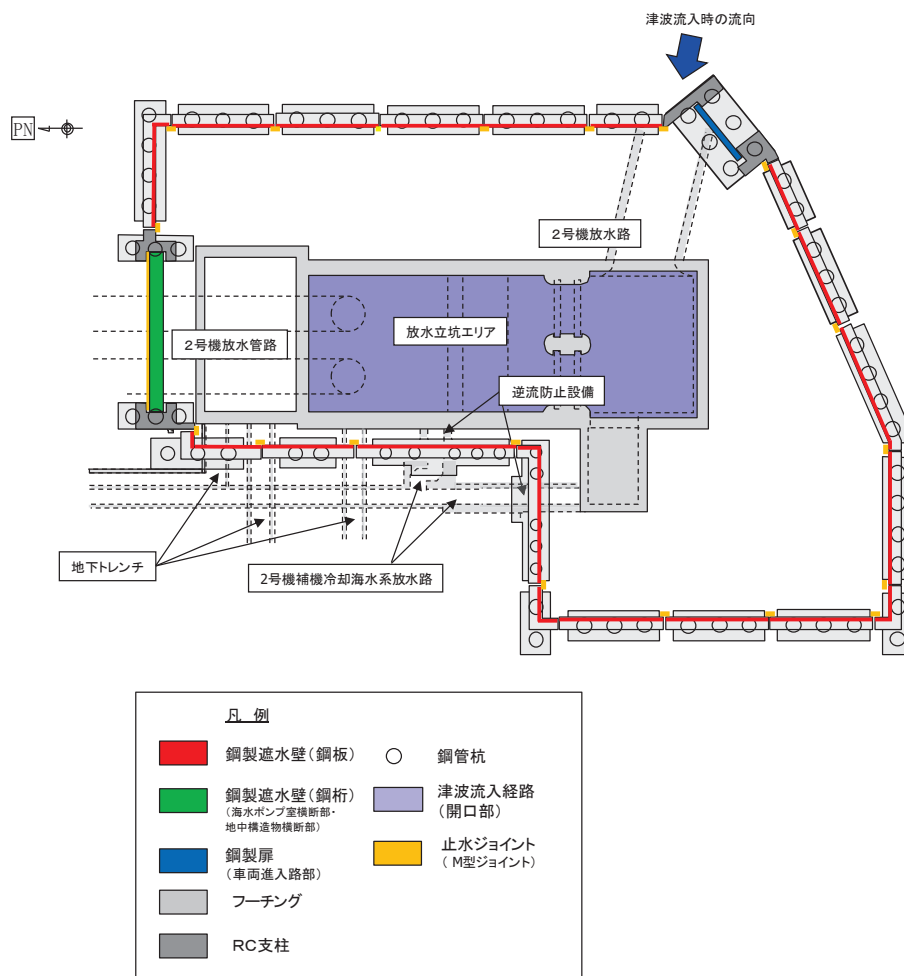 津波流入時の流向
PN
2号機放水路
2号機放水管路
放水立坑エリア
逆流防止設備
地下トレンチ
2号機補機冷却海水系放水路
凡 例
鋼製遮水壁(鋼板)
鋼製遮水壁(鋼桁)
(海水ポンプ室横断部・
地中構造物横断部)
鋼製扉
(車両進入路部)
フーチング
RC支柱
鋼管杭
津波流入経路
(開口部)
止水ジョイント
( M型ジョイント)